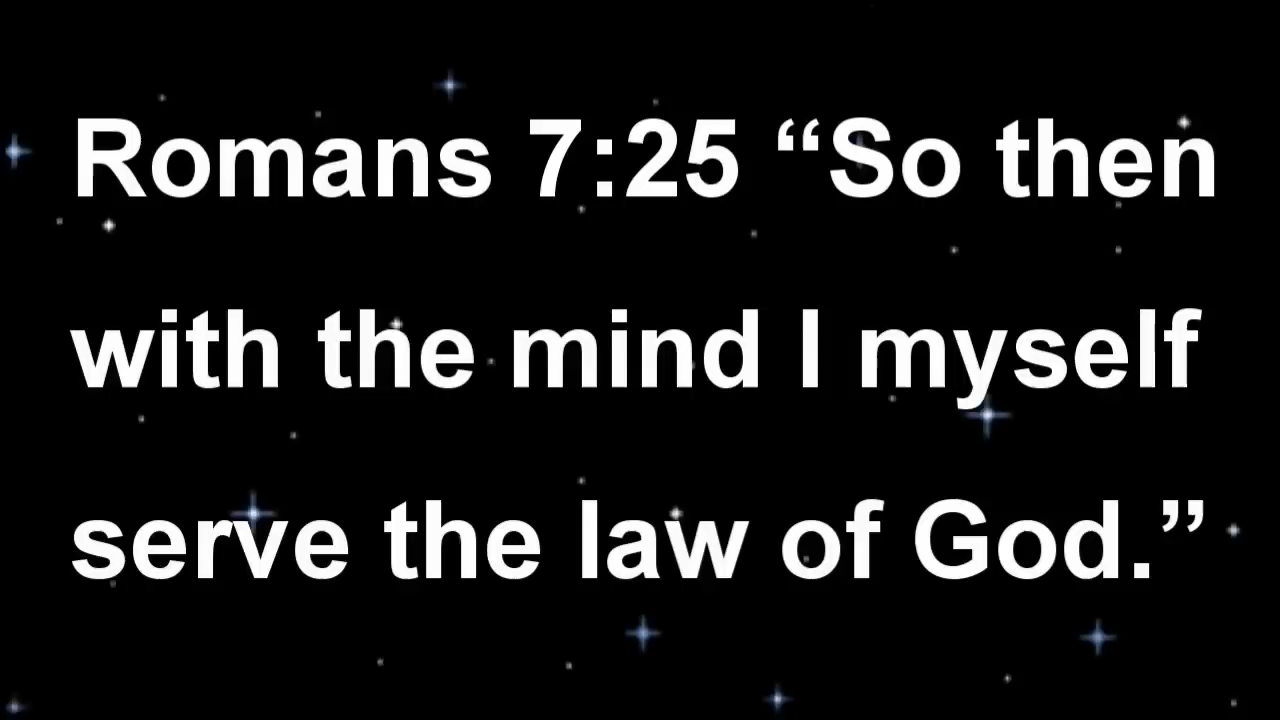 Romans 7:25 “So then
with the mind I myself
serve the law of God.”